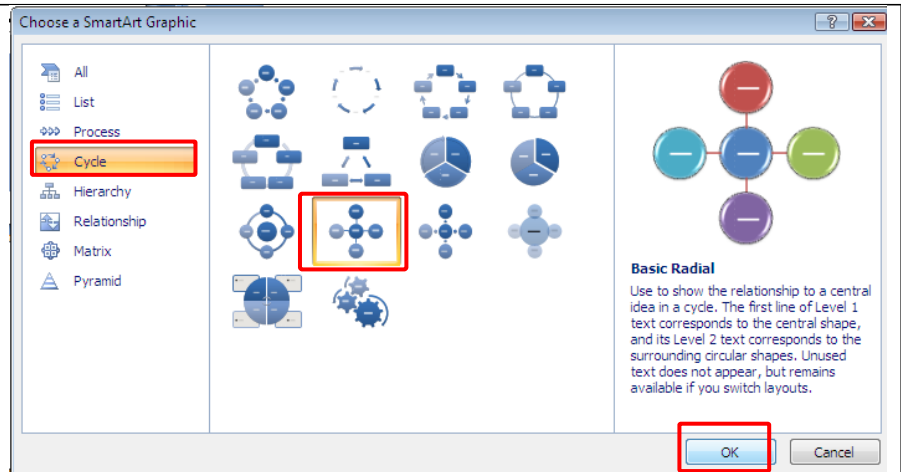 Choose a SmartArt Graphic
All
List
Process
Cycle
Hierarchy
Relationship
Matrix
Pyramid
Basic Radial
Use to show the relationship to a central
idea in a cycle. The first line of Level 1
text corresponds to the central shape,
and its Level 2 text corresponds to the
surrounding circular shapes. Unused
text does not appear, but remains
available if you switch layouts.
OK
Cancel